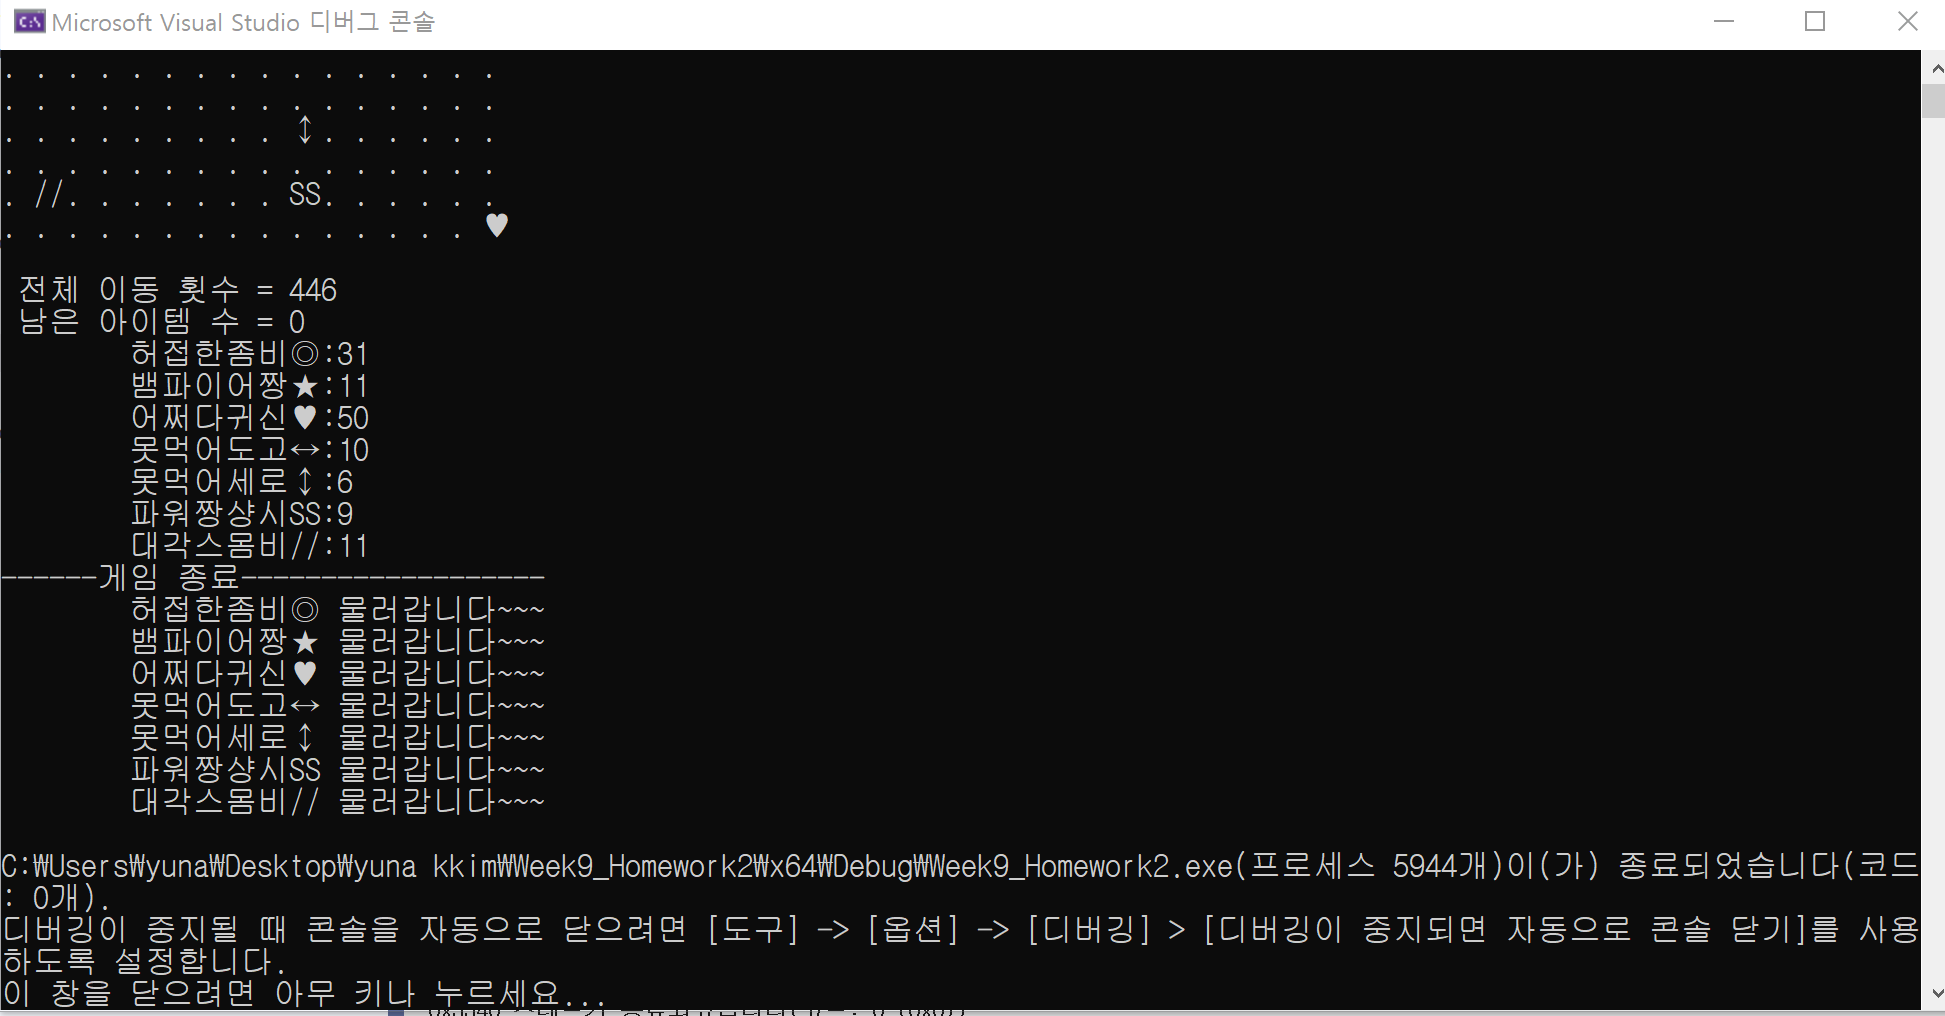 Microsoft Visual Studio 디버그 콘솔
. . . . . . . . . . . . . . . .
. . . . . . . . . . . . . . . .
. . . . . . . . . ↕ . . . . . .
. . . . . . . . . . . . . . . .
. //. . . . . . . SS. . . . . .
. . . . . . . . . . . . . . . ♥
전체 이동 횟수 = 446
남은 아이템 수 = 0
허접한좀비◎:31
뱀파이어짱★:11
어쩌다귀신♥:50
못먹어도고↔:10
못먹어세로↕:6
파워짱샹시SS:9
대각스몸비//:11
------게임 종료-------------------
허접한좀비◎ 물러갑니다~~~
뱀파이어짱★ 물러갑니다~~~
어쩌다귀신♥ 물러갑니다~~~
못먹어도고↔ 물러갑니다~~~
못먹어세로↕ 물러갑니다~~~
파워짱샹시SS 물러갑니다~~~
대각스몸비// 물러갑니다~~~
C:₩Users₩yuna₩Desktop₩yuna kkim₩Week9_Homework2₩x64₩Debug₩Week9_Homework2.exe(프로세스 5944개)이(가) 종료되었습니다(코드
: 0개).
디버깅이 중지될 때 콘솔을 자동으로 닫으려면 [도구] -> [옵션] -> [디버깅] > [디버깅이 중지되면 자동으로 콘솔 닫기]를 사용
하도록 설정합니다.
이 창을 닫으려면 아무 키나 누르세요...